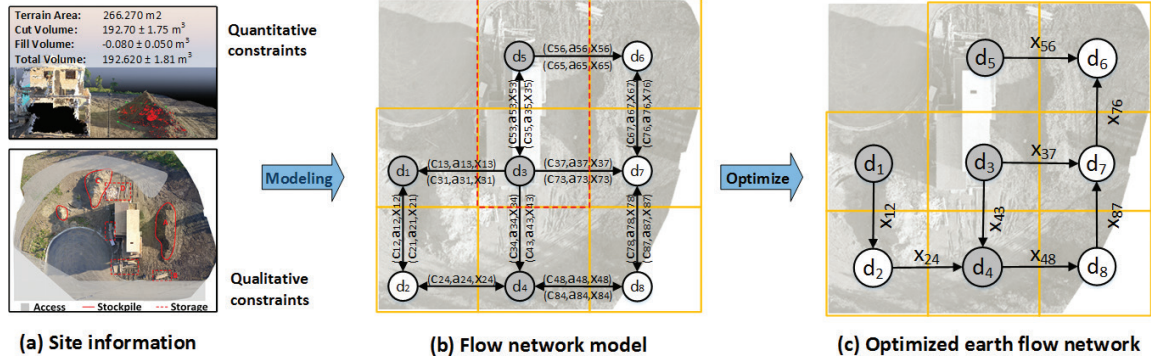 Terrain Area: 266.270 m2
Cut Volume: 192.70 ± 1.75 m³
Fill Volume: -0.080 ± 0.050 m³
Total Volume: 192.620 ± 1.81 m³
Quantitative
constraints
Qualitative
constraints
Access Stockpile Storage
(a) Site information
Modeling
d5
(c56,a56,x56)
(c65,a65,x65)
d6
(c53,a53,x53)
(c35,a35,x35)
(c67,a67,x67)
(c76,a76,x76)
d1
(c13,a13,x13)
(c31,a31,x31)
d3
(c37,a37,x37)
(c73,a73,x73)
d7
(c12,a12,x12)
(c21,a21,x21)
(c34,a34,x34)
(c43,a43,x43)
(c78,a78,x78)
(c87,a87,x87)
d2
(c24,a24,x24)
d4
(c48,a48,x48)
(c84,a84,x84)
d8
(b) Flow network model
Optimize
d5
x56
d6
x76
d1
d3
x37
d7
x12
x43
x87
d2
x24
d4
x48
d8
(c) Optimized earth flow network